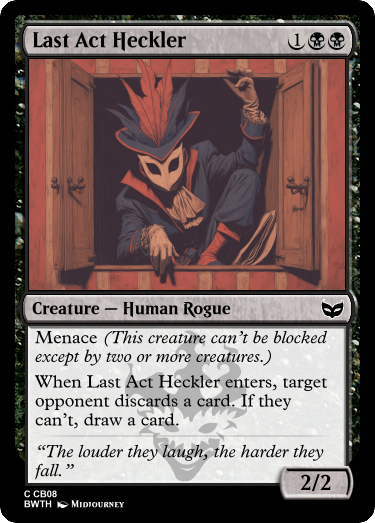 Last Act Heckler 1
Creature — Human Rogue
Menace (This creature can't be blocked
except by two or more creatures.)
When Last Act Heckler enters, target
opponent discards a card. If they
can't, draw a card.
“The louder they laugh, the harder they
fall.”
2/2
C CB08
BWTH Midjourney